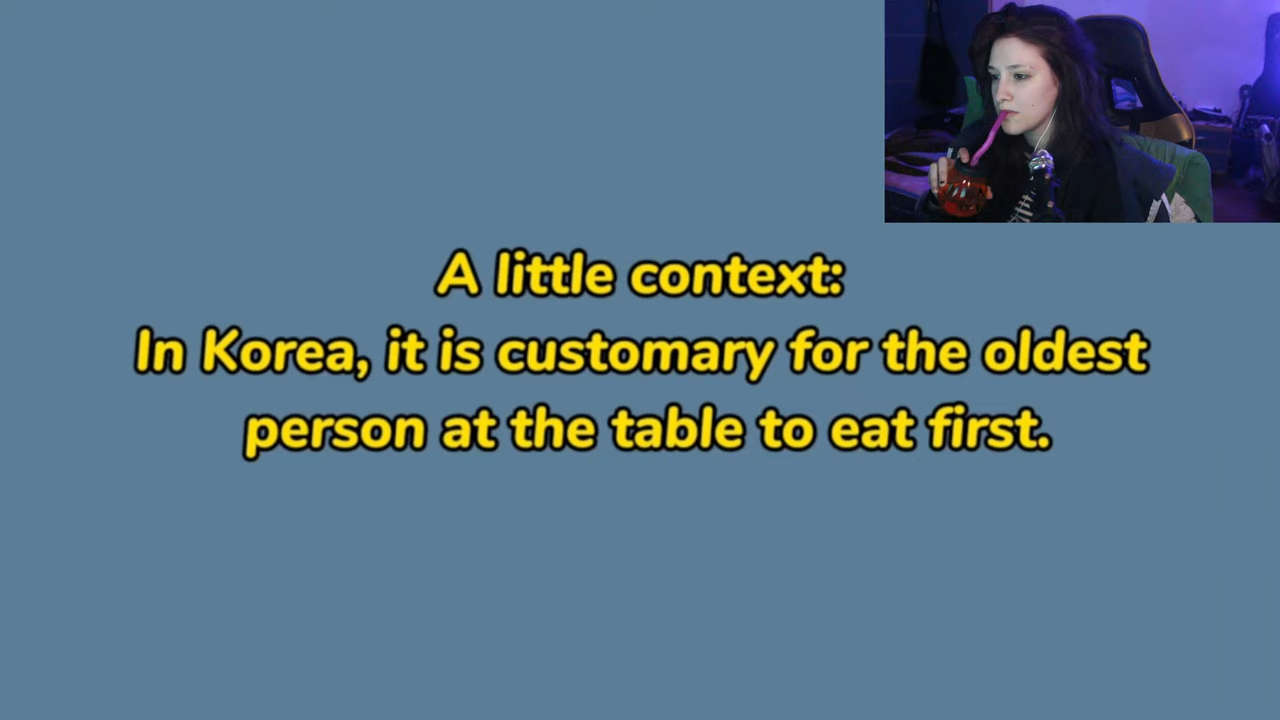 A little context:
In Korea, it is customary for the oldest
person at the table to eat first.